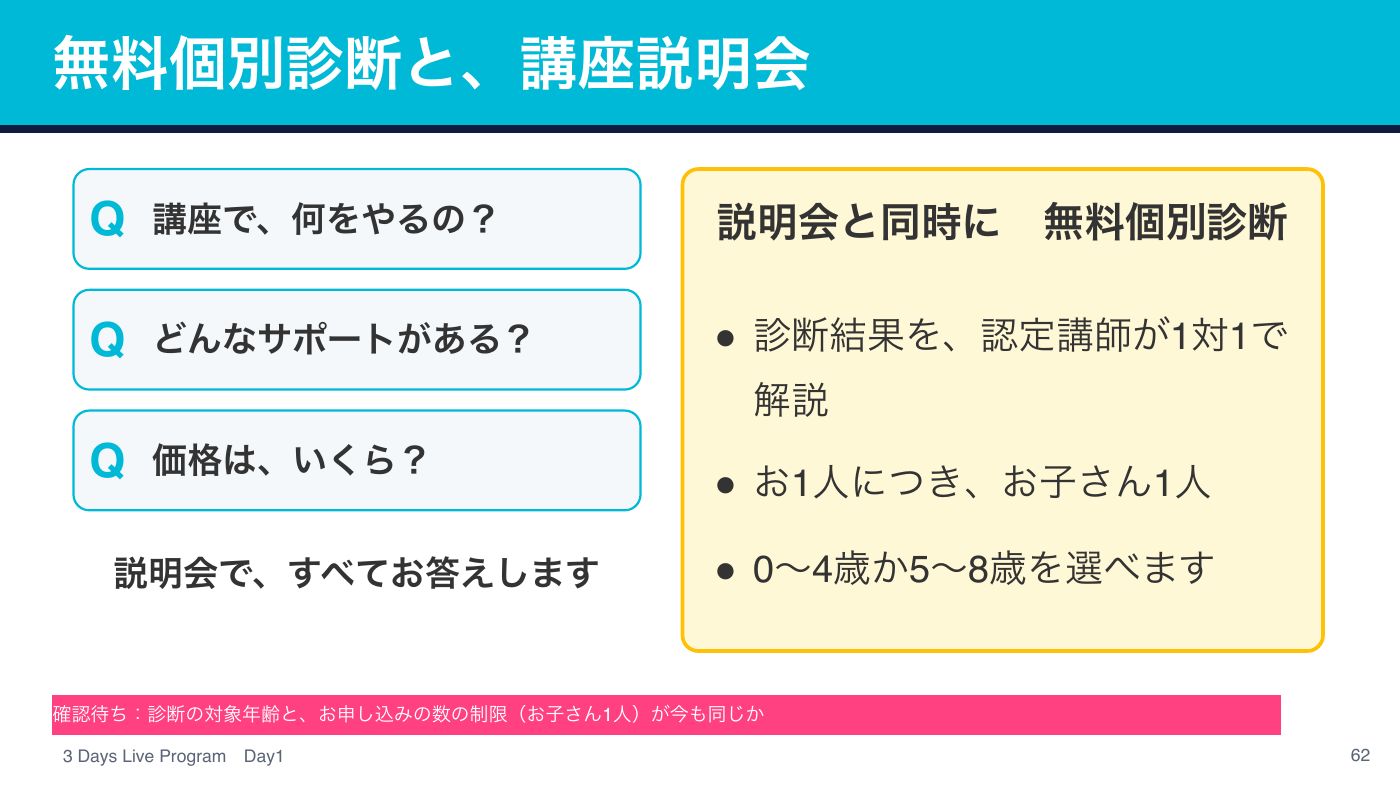 無料個別診断と、講座説明会
Q 講座で、何をやるの？
Q どんなサポートがある？
Q 価格は、いくら？
説明会で、すべてお答えします
説明会と同時に　無料個別診断
● 診断結果を、認定講師が1対1で
解説
● お1人につき、お子さん1人
● 0〜4歳か5〜8歳を選べます
確認待ち：診断の対象年齢と、お申し込みの数の制限（お子さん1人）が今も同じか
3 Days Live Program　Day1
62